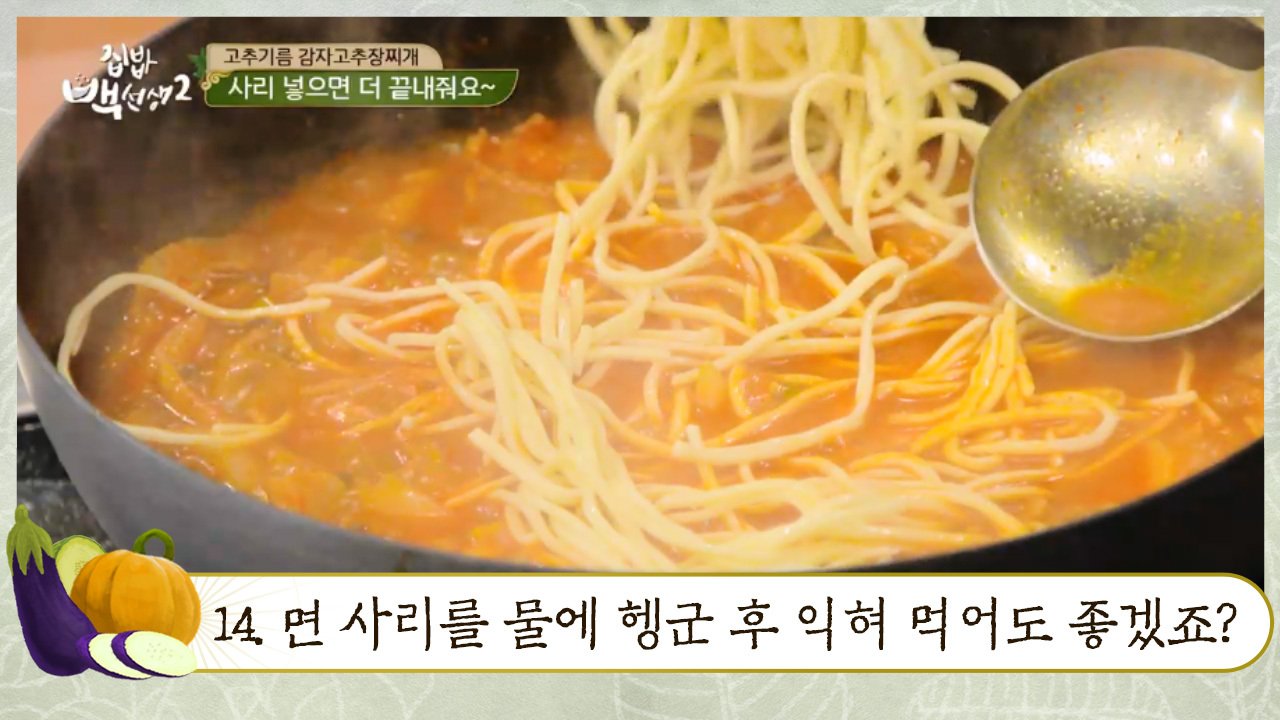 집밥
백선생2
고추기름 감자고추장찌개
사리 넣으면 더 끝내줘요~
14. 면 사리를 물에 헹군 후 익혀 먹어도 좋겠죠?